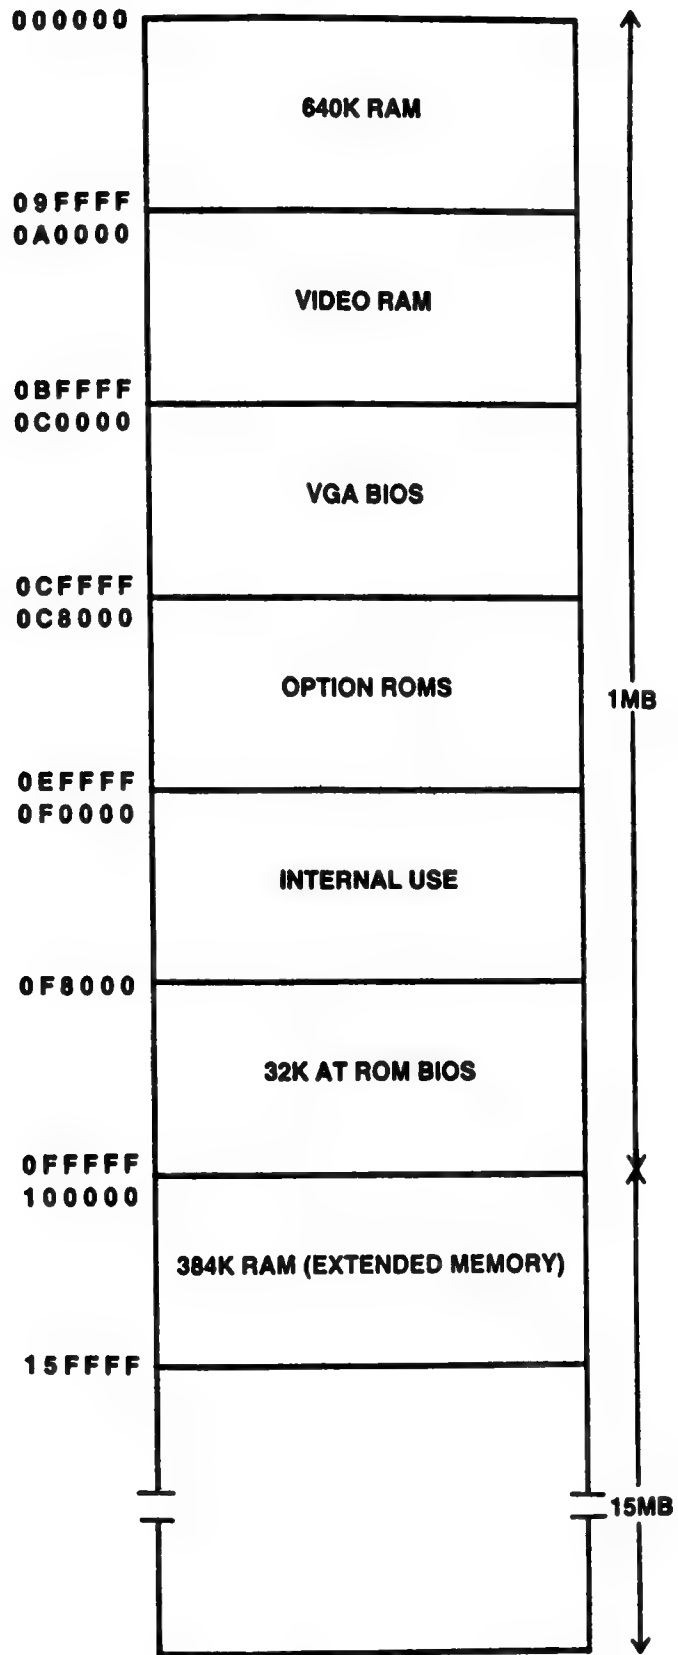 000000
640K RAM
09FFFF
0A0000
VIDEO RAM
0BFFFF
0C0000
VGA BIOS
0CFFFF
0C8000
OPTION ROMS
1MB
0EFFFF
0F0000
INTERNAL USE
0F8000
32K AT ROM BIOS
0FFFFF
100000
384K RAM (EXTENDED MEMORY)
15FFFF
15MB